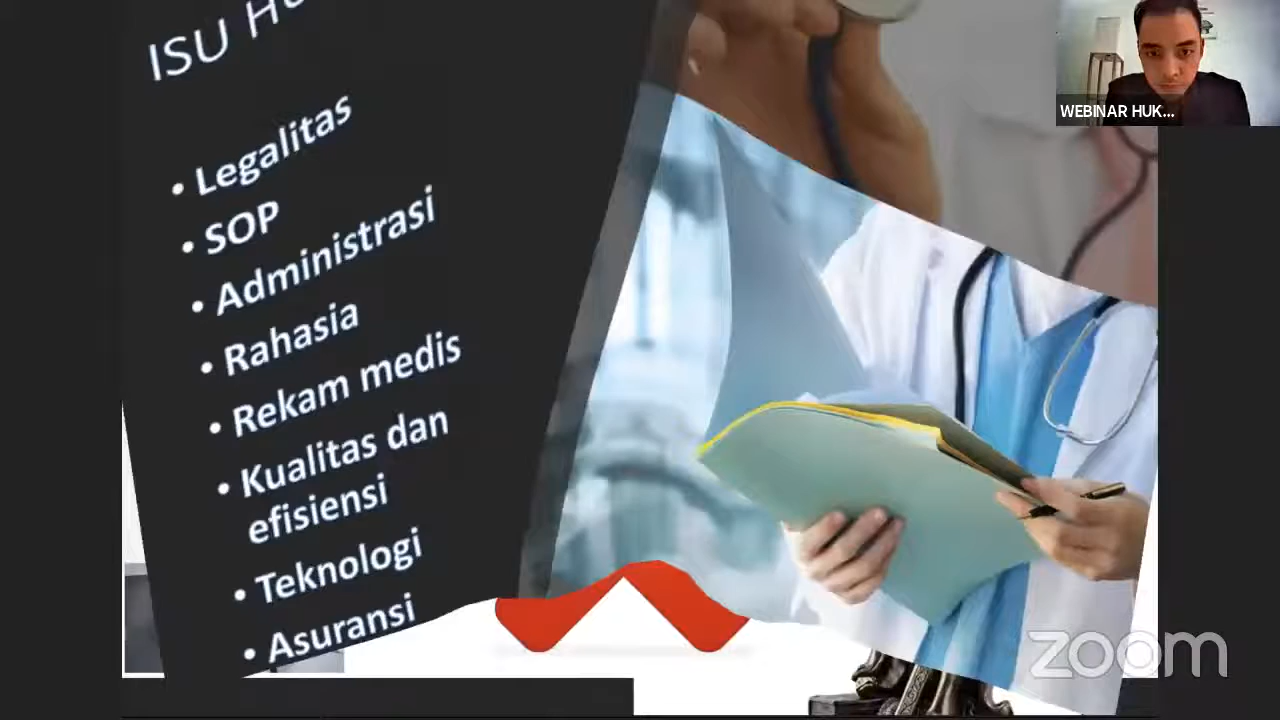 ISU
• Legalitas
• SOP
• Administrasi
• Rahasia
• Rekam medis
• Kualitas dan
efisiensi
• Teknologi
• Asuransi
WEBINAR HUK...
zoom